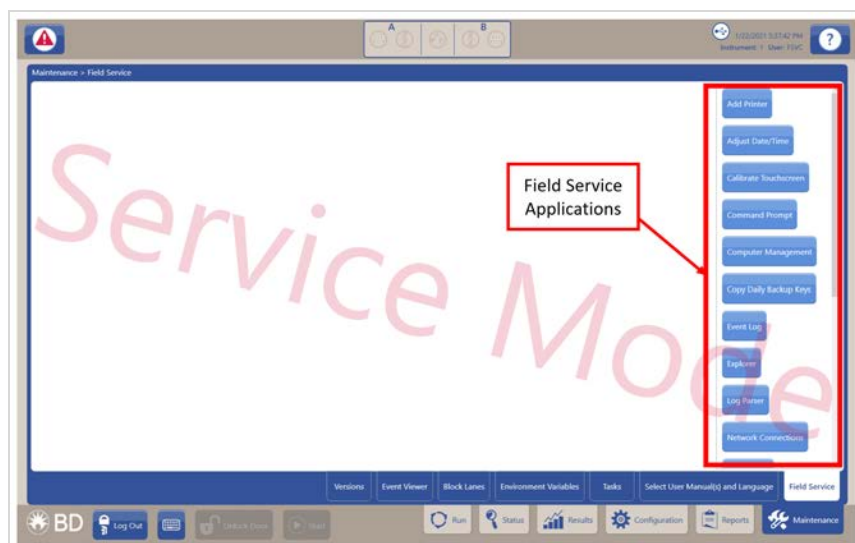 A
B
1/22/2021 3:37:42 PM
Instrument: 1 User: FSVC
?
Maintenance > Field Service
Service Mode
Field Service
Applications
Add Printer
Adjust Date/Time
Calibrate Touchscreen
Command Prompt
Computer Management
Copy Daily Backup Keys
Event Log
Explorer
Log Parser
Network Connections
Versions
Event Viewer
Block Lanes
Environment Variables
Tasks
Select User Manual(s) and Language
Field Service
BD
Log Out
Unlock Door
Start
Run
Status
Results
Configuration
Reports
Maintenance